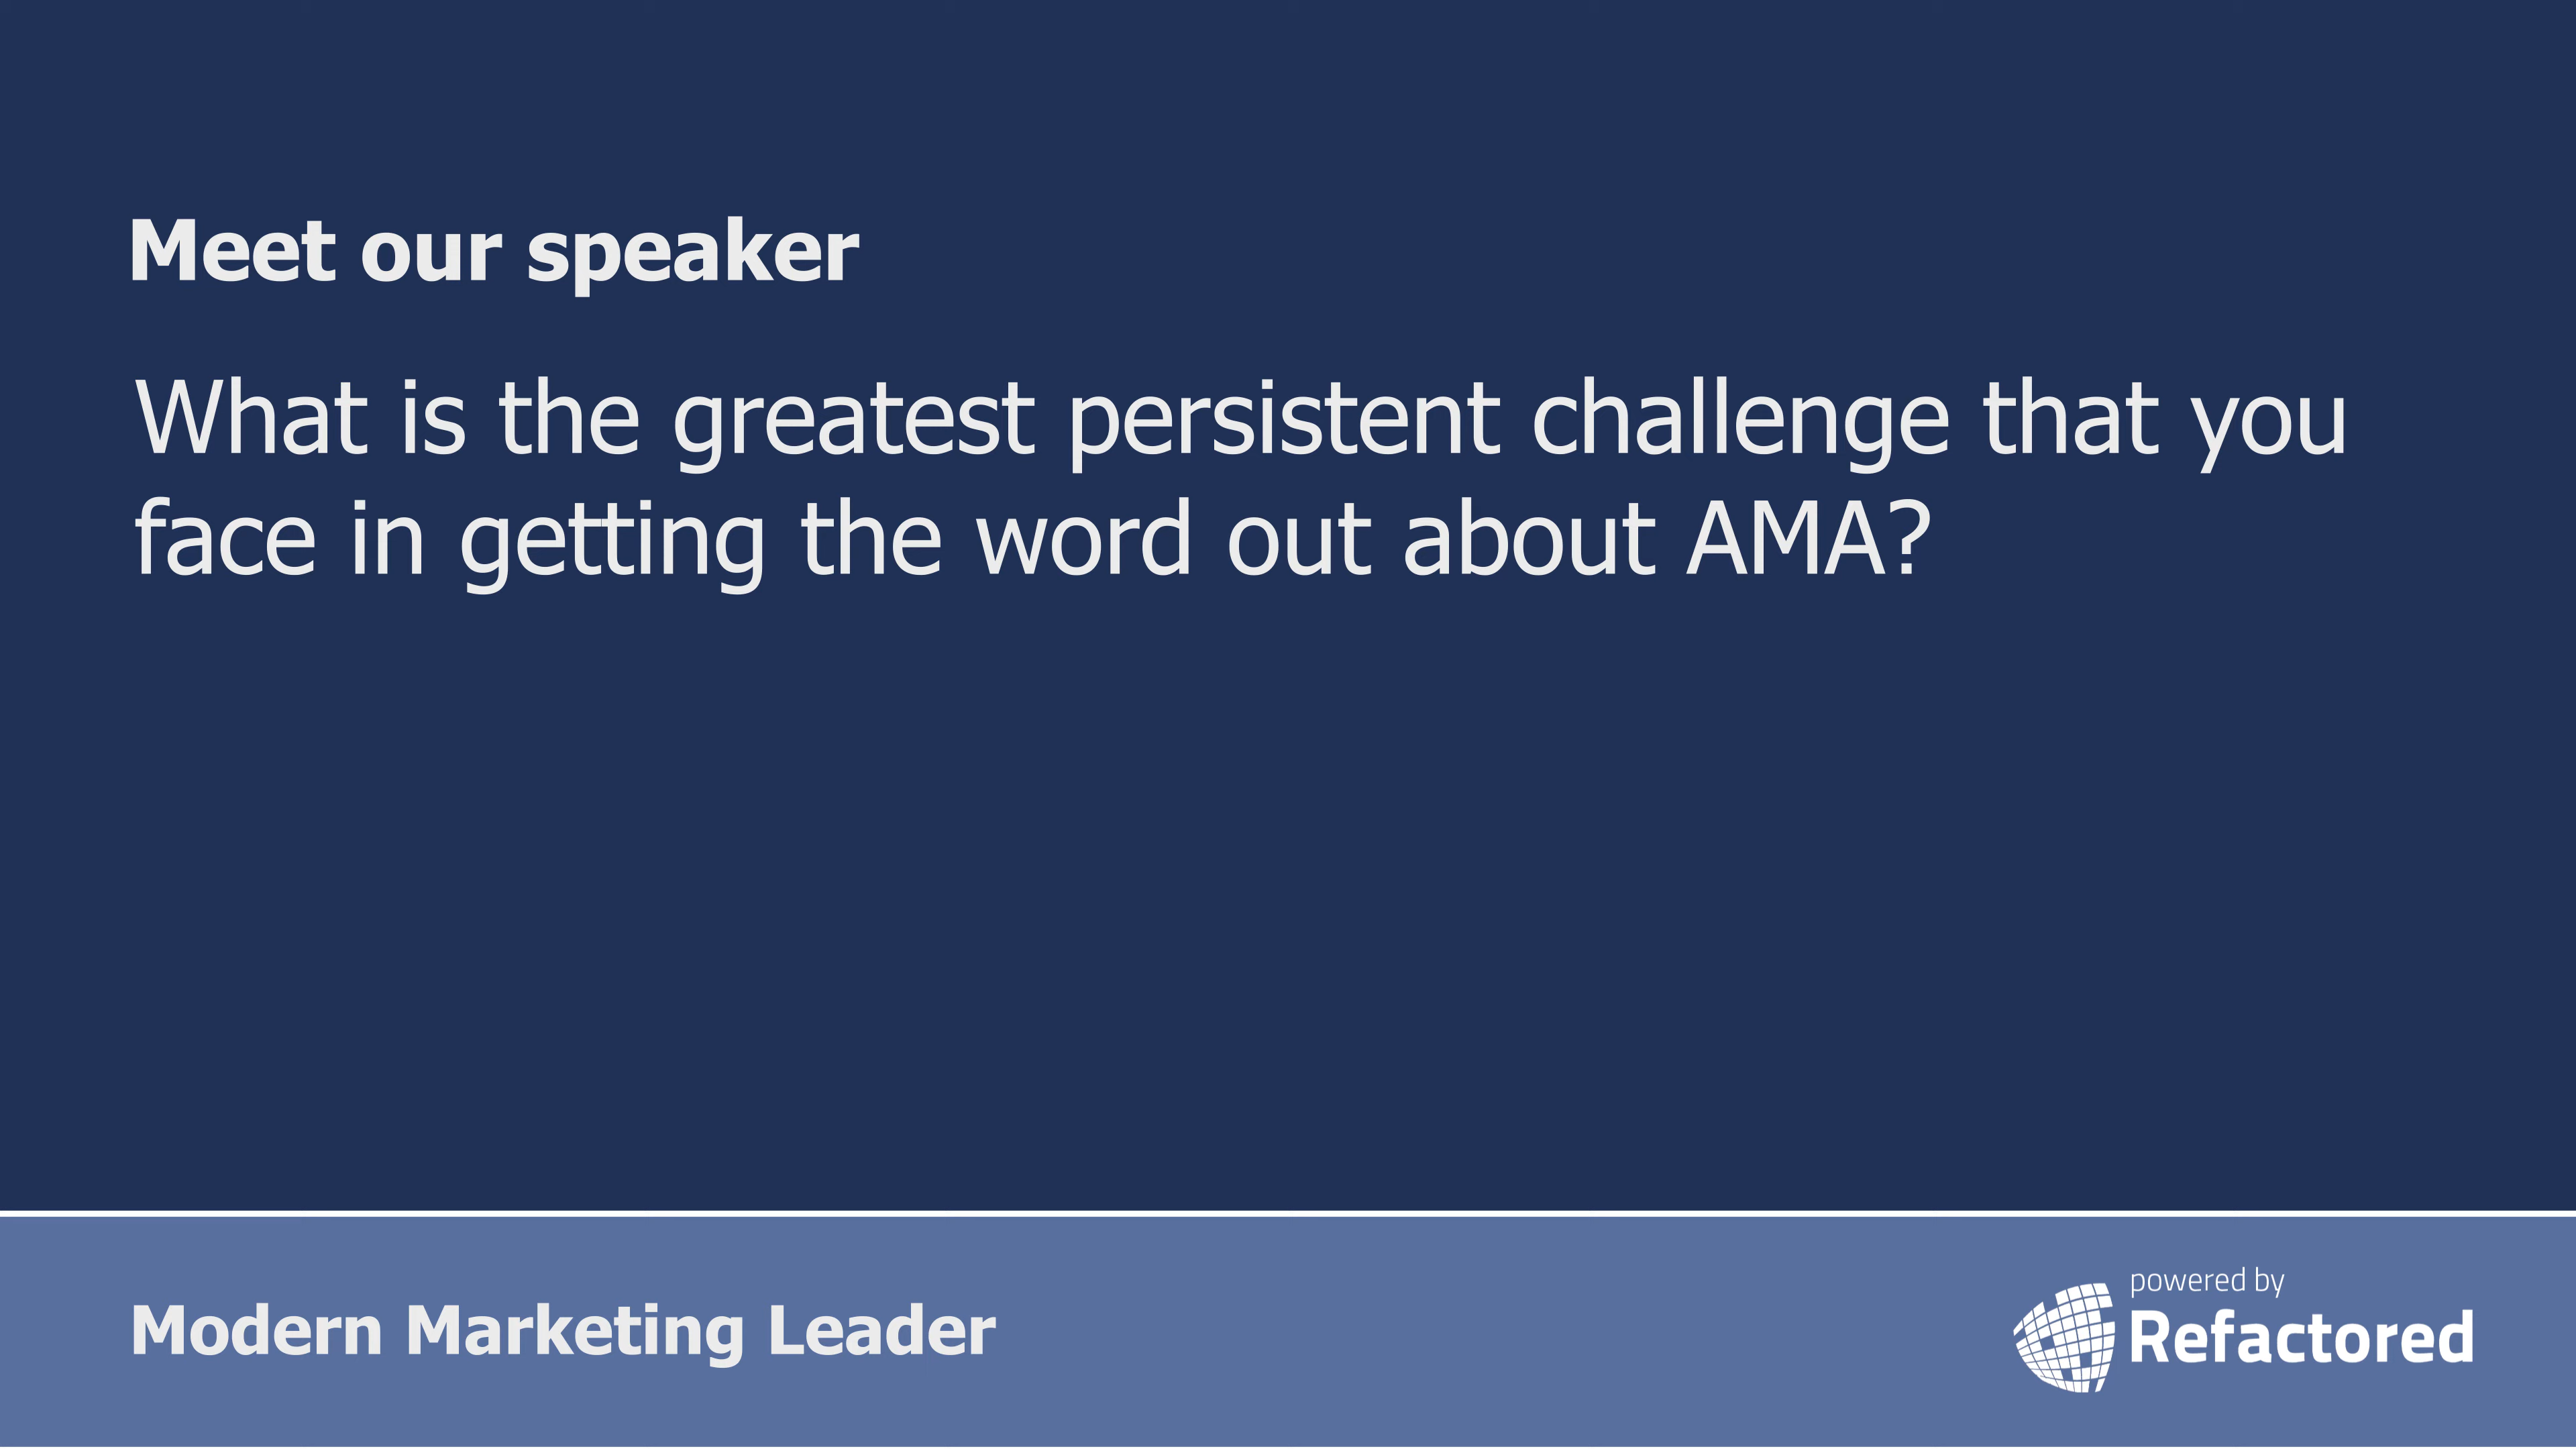 Meet our speaker
What is the greatest persistent challenge that you
face in getting the word out about AMA?
Modern Marketing Leader
powered by
Refactored